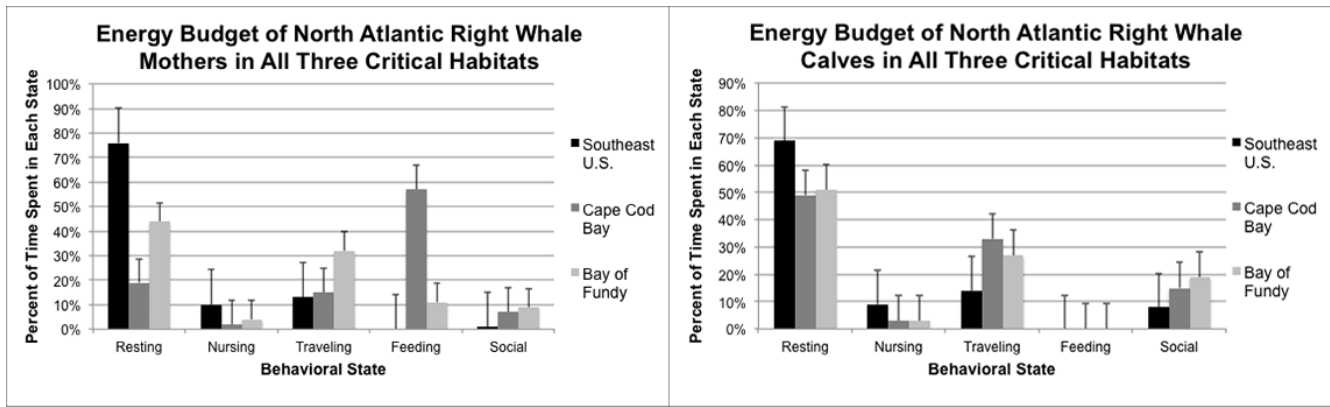 Energy Budget of North Atlantic Right Whale
Mothers in All Three Critical Habitats
Percent of Time Spent in Each State
100%
90%
80%
70%
60%
50%
40%
30%
20%
10%
0%
Resting Nursing Traveling Feeding Social
Behavioral State
Southeast
U.S.
Cape Cod
Bay
Bay of
Fundy
Energy Budget of North Atlantic Right Whale
Calves in All Three Critical Habitats
Percent of Time Spent in Each State
90%
80%
70%
60%
50%
40%
30%
20%
10%
0%
Resting Nursing Traveling Feeding Social
Behavioral State
Southeast
U.S.
Cape Cod
Bay
Bay of
Fundy